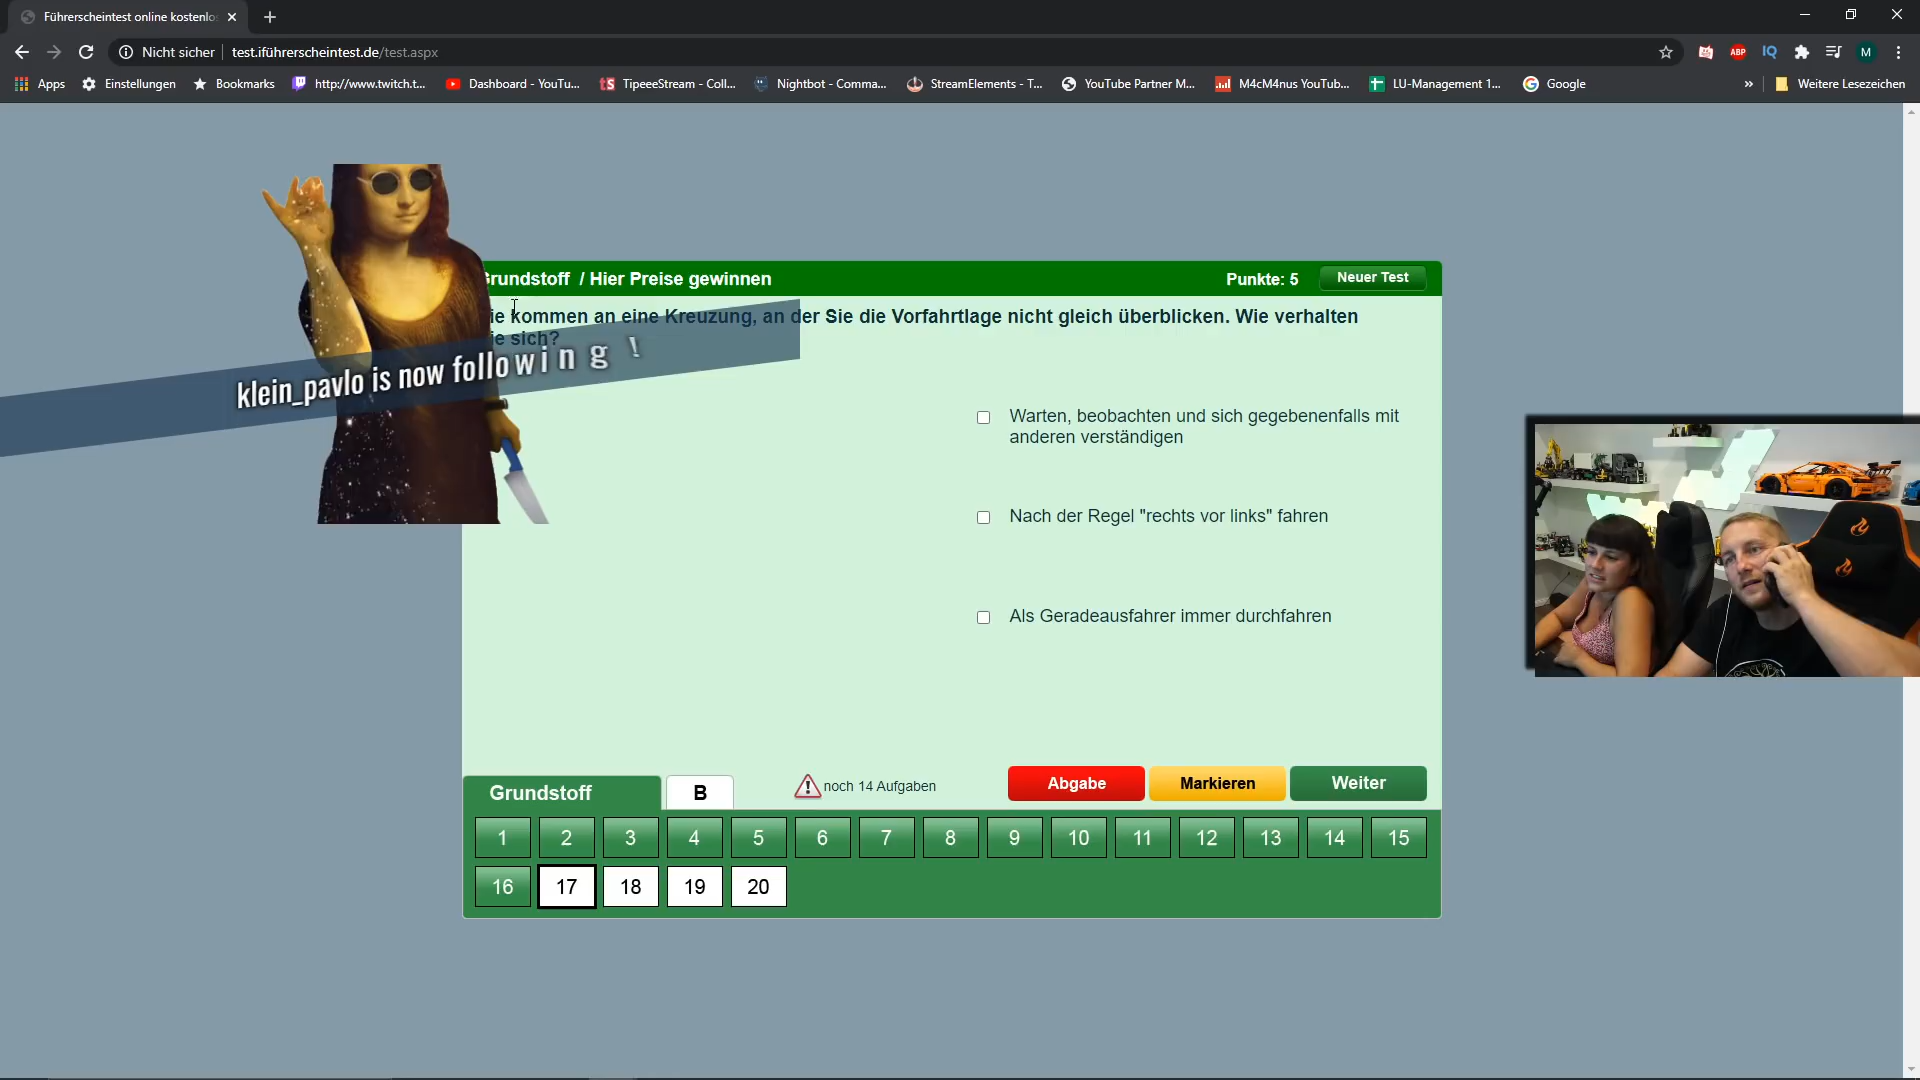 Führerscheintest online kostenlo
Nicht sicher
test.iführerscheintest.de/test.aspx
ABP
IQ
M
Apps
Einstellungen
Bookmarks
http://www.twitch.t...
Dashboard - YouTu...
TipeeeStream - Coll...
Nightbot - Comma...
StreamElements - T...
YouTube Partner M...
M4cM4nus YouTub...
LU-Management 1...
Google
»
Weitere Lesezeichen
Grundstoff / Hier Preise gewinnen
Punkte: 5
Neuer Test
ie kommen an eine Kreuzung, an der Sie die Vorfahrtlage nicht gleich überblicken. Wie verhalten
ie sich?
klein_pavlo is now following !
Warten, beobachten und sich gegebenenfalls mit
anderen verständigen
Nach der Regel "rechts vor links" fahren
Als Geradeausfahrer immer durchfahren
Grundstoff
B
noch 14 Aufgaben
Abgabe
Markieren
Weiter
1 2 3 4 5 6 7 8 9 10 11 12 13 14 15
16 17 18 19 20